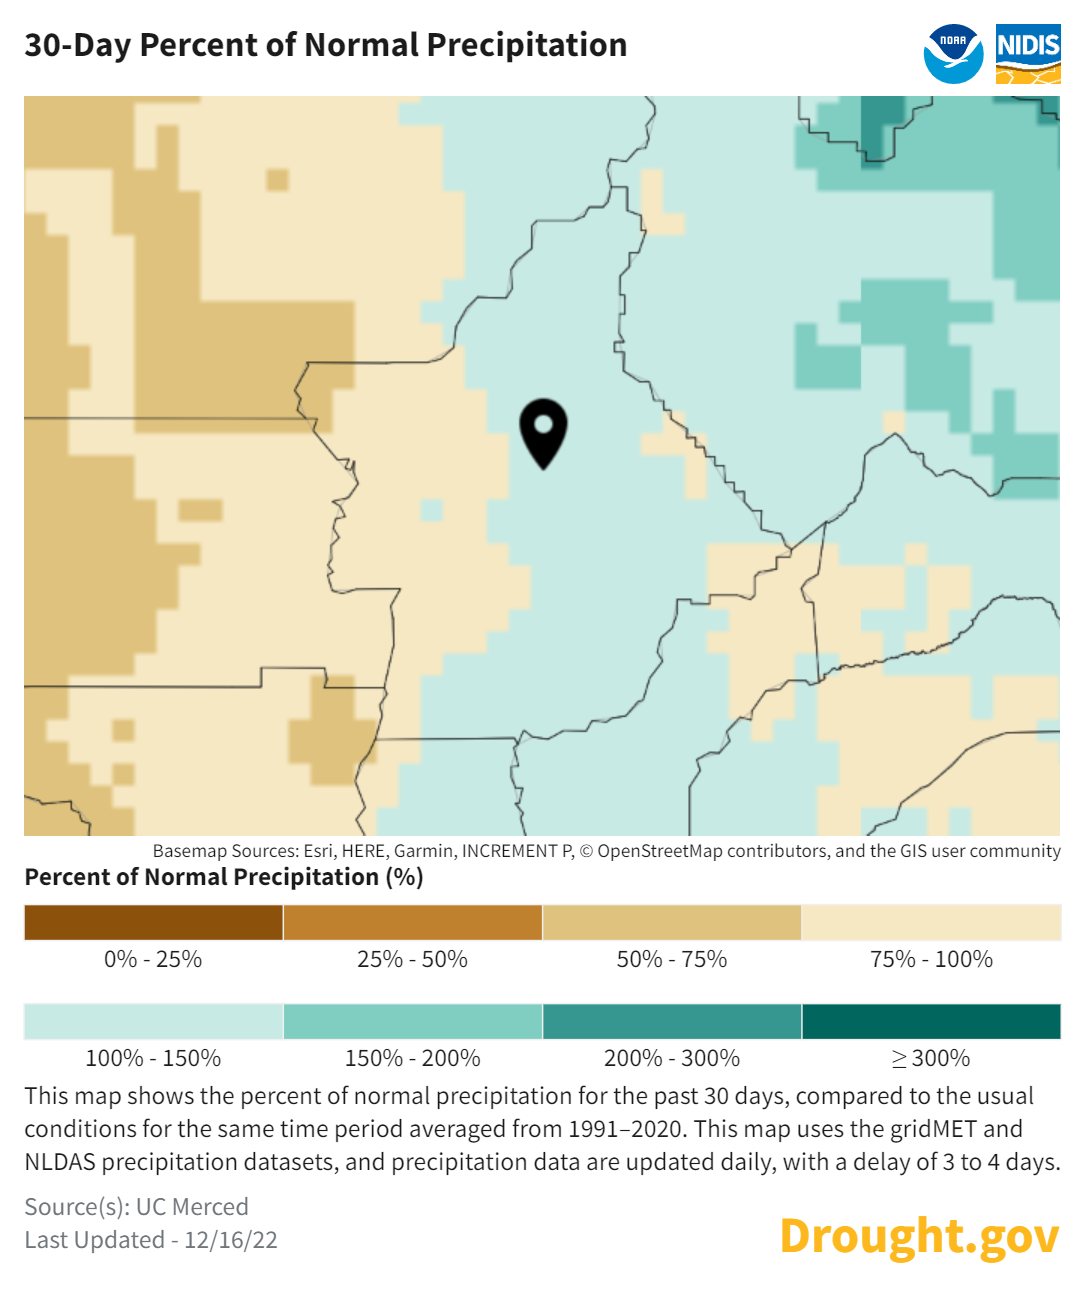 30-Day Percent of Normal Precipitation
NOAA
NIDIS
Basemap Sources: Esri, HERE, Garmin, INCREMENT P, © OpenStreetMap contributors, and the GIS user community
Percent of Normal Precipitation (%)
0% - 25%
25% - 50%
50% - 75%
75% - 100%
100% - 150%
150% - 200%
200% - 300%
≥ 300%
This map shows the percent of normal precipitation for the past 30 days, compared to the usual
conditions for the same time period averaged from 1991–2020. This map uses the gridMET and
NLDAS precipitation datasets, and precipitation data are updated daily, with a delay of 3 to 4 days.
Source(s): UC Merced
Last Updated - 12/16/22
Drought.gov